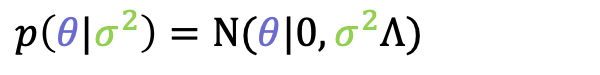 p(θ|σ²) = N(θ|0, σ²Λ)